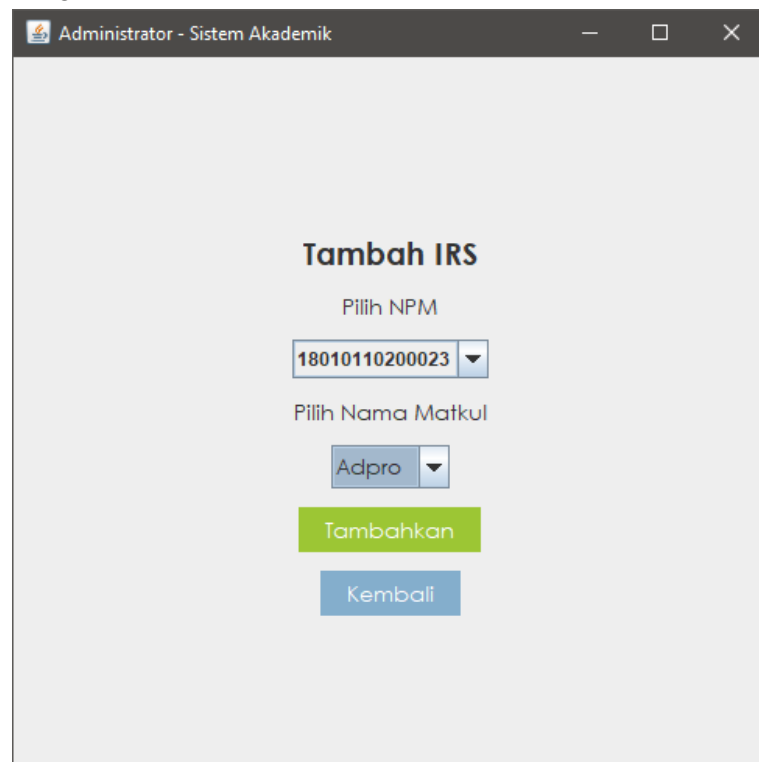 Administrator - Sistem Akademik
Tambah IRS
Pilih NPM
18010110200023
Pilih Nama Matkul
Adpro
Tambahkan
Kembali